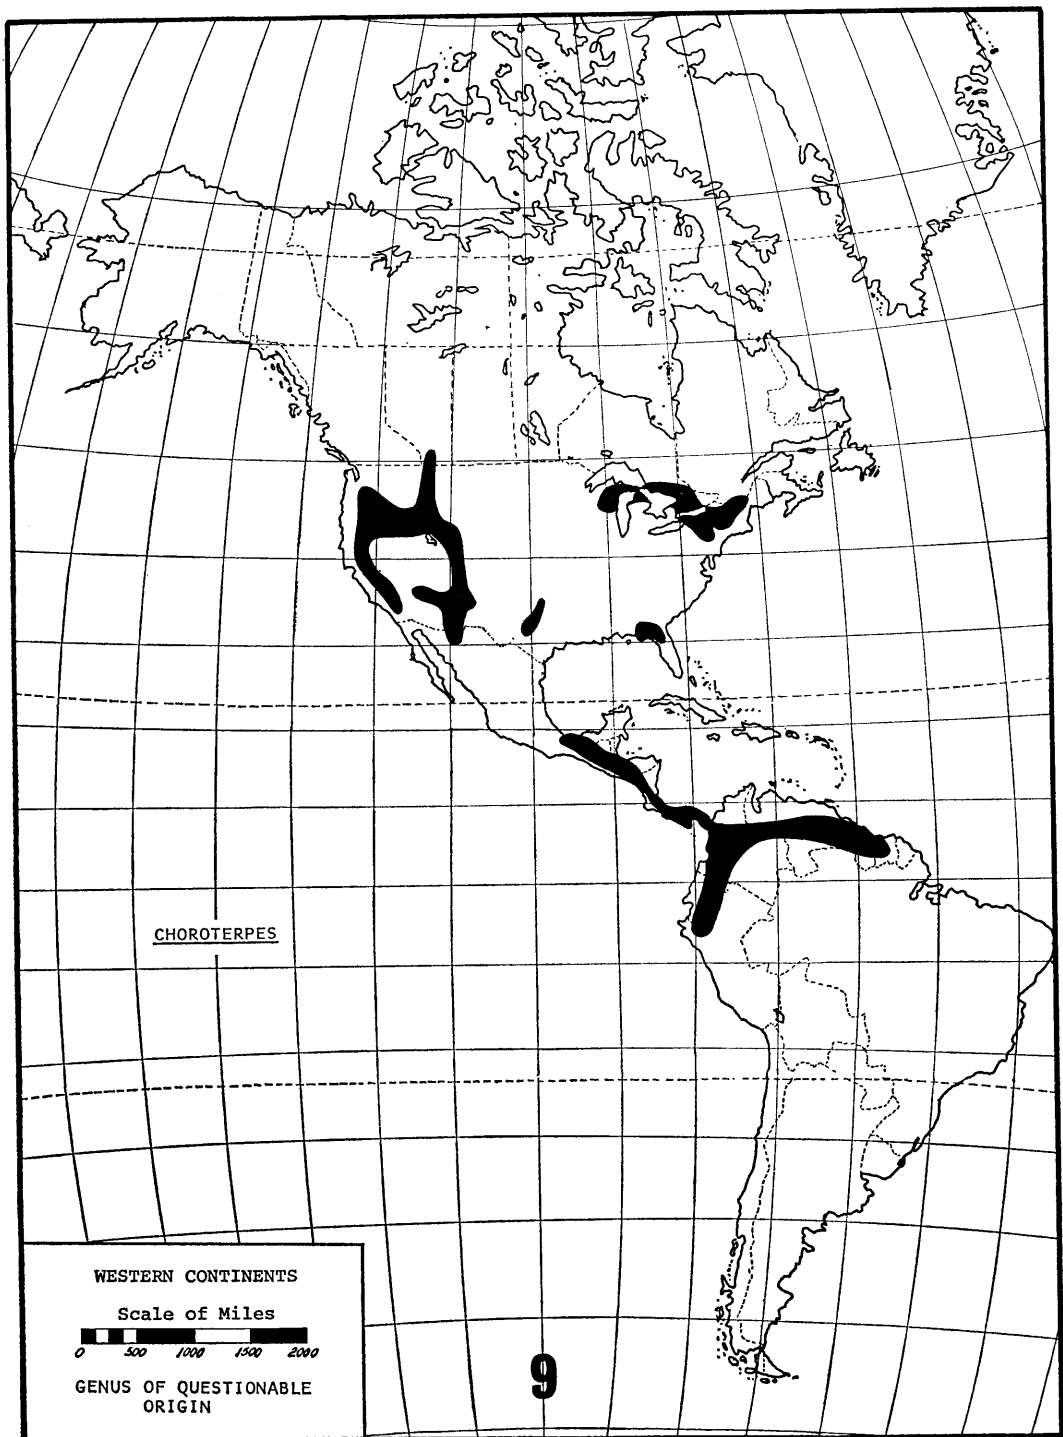 CHOROTERPES
WESTERN CONTINENTS
Scale of Miles
0 500 1000 1500 2000
GENUS OF QUESTIONABLE
ORIGIN
9